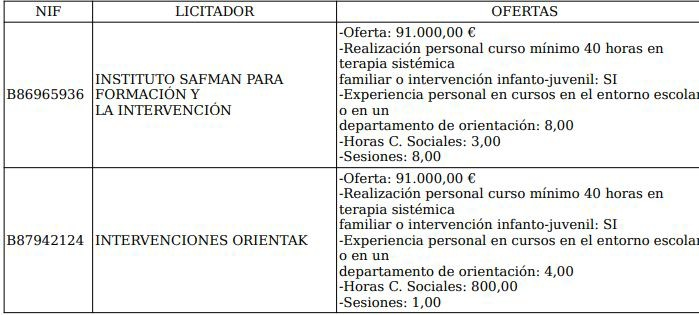 NIF LICITADOR OFERTAS
B86965936
INSTITUTO SAFMAN PARA
FORMACIÓN Y
LA INTERVENCIÓN
-Oferta: 91.000,00 €
-Realización personal curso mínimo 40 horas en
terapia sistémica
familiar o intervención infanto-juvenil: SI
-Experiencia personal en cursos en el entorno escolar
o en un
departamento de orientación: 8,00
-Horas C. Sociales: 3,00
-Sesiones: 8,00
B87942124
INTERVENCIONES ORIENTAK
-Oferta: 91.000,00 €
-Realización personal curso mínimo 40 horas en
terapia sistémica
familiar o intervención infanto-juvenil: SI
-Experiencia personal en cursos en el entorno escolar
o en un
departamento de orientación: 4,00
-Horas C. Sociales: 800,00
-Sesiones: 1,00